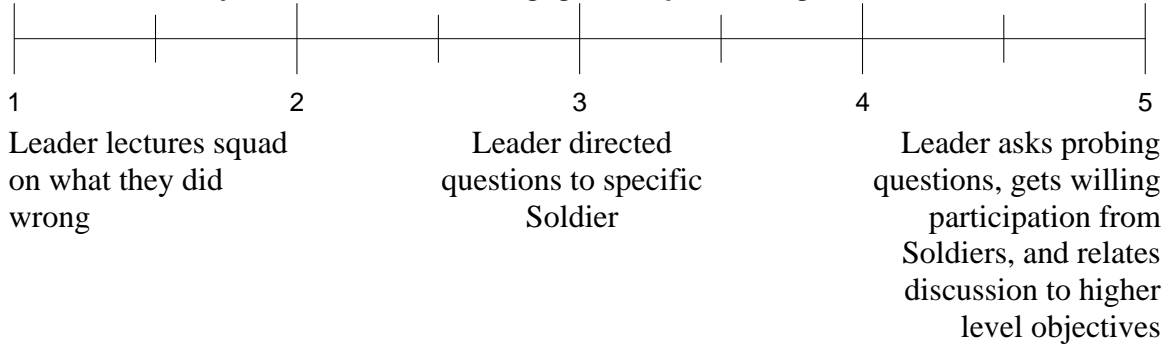 1 2 3 4 5
Leader lectures squad
on what they did
wrong
Leader directed
questions to specific
Soldier
Leader asks probing
questions, gets willing
participation from
Soldiers, and relates
discussion to higher
level objectives